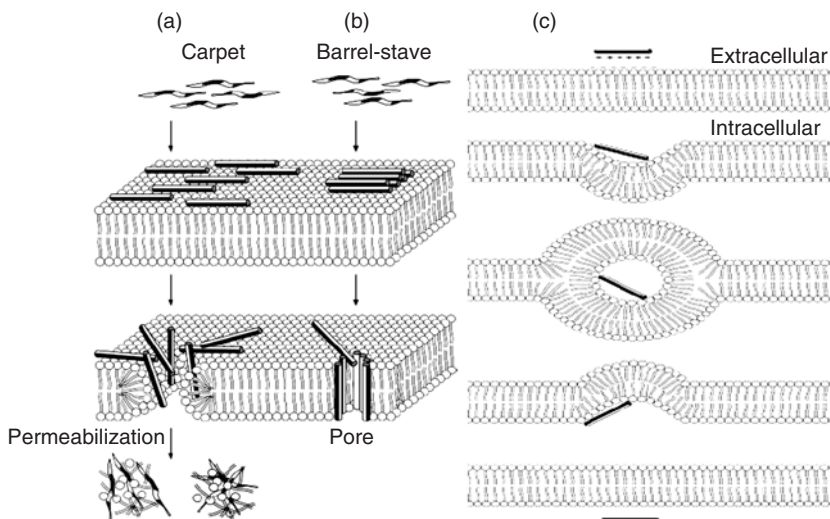 (a)
Carpet
(b)
Barrel-stave
(c)
Extracellular
Intracellular
Permeabilization
Pore